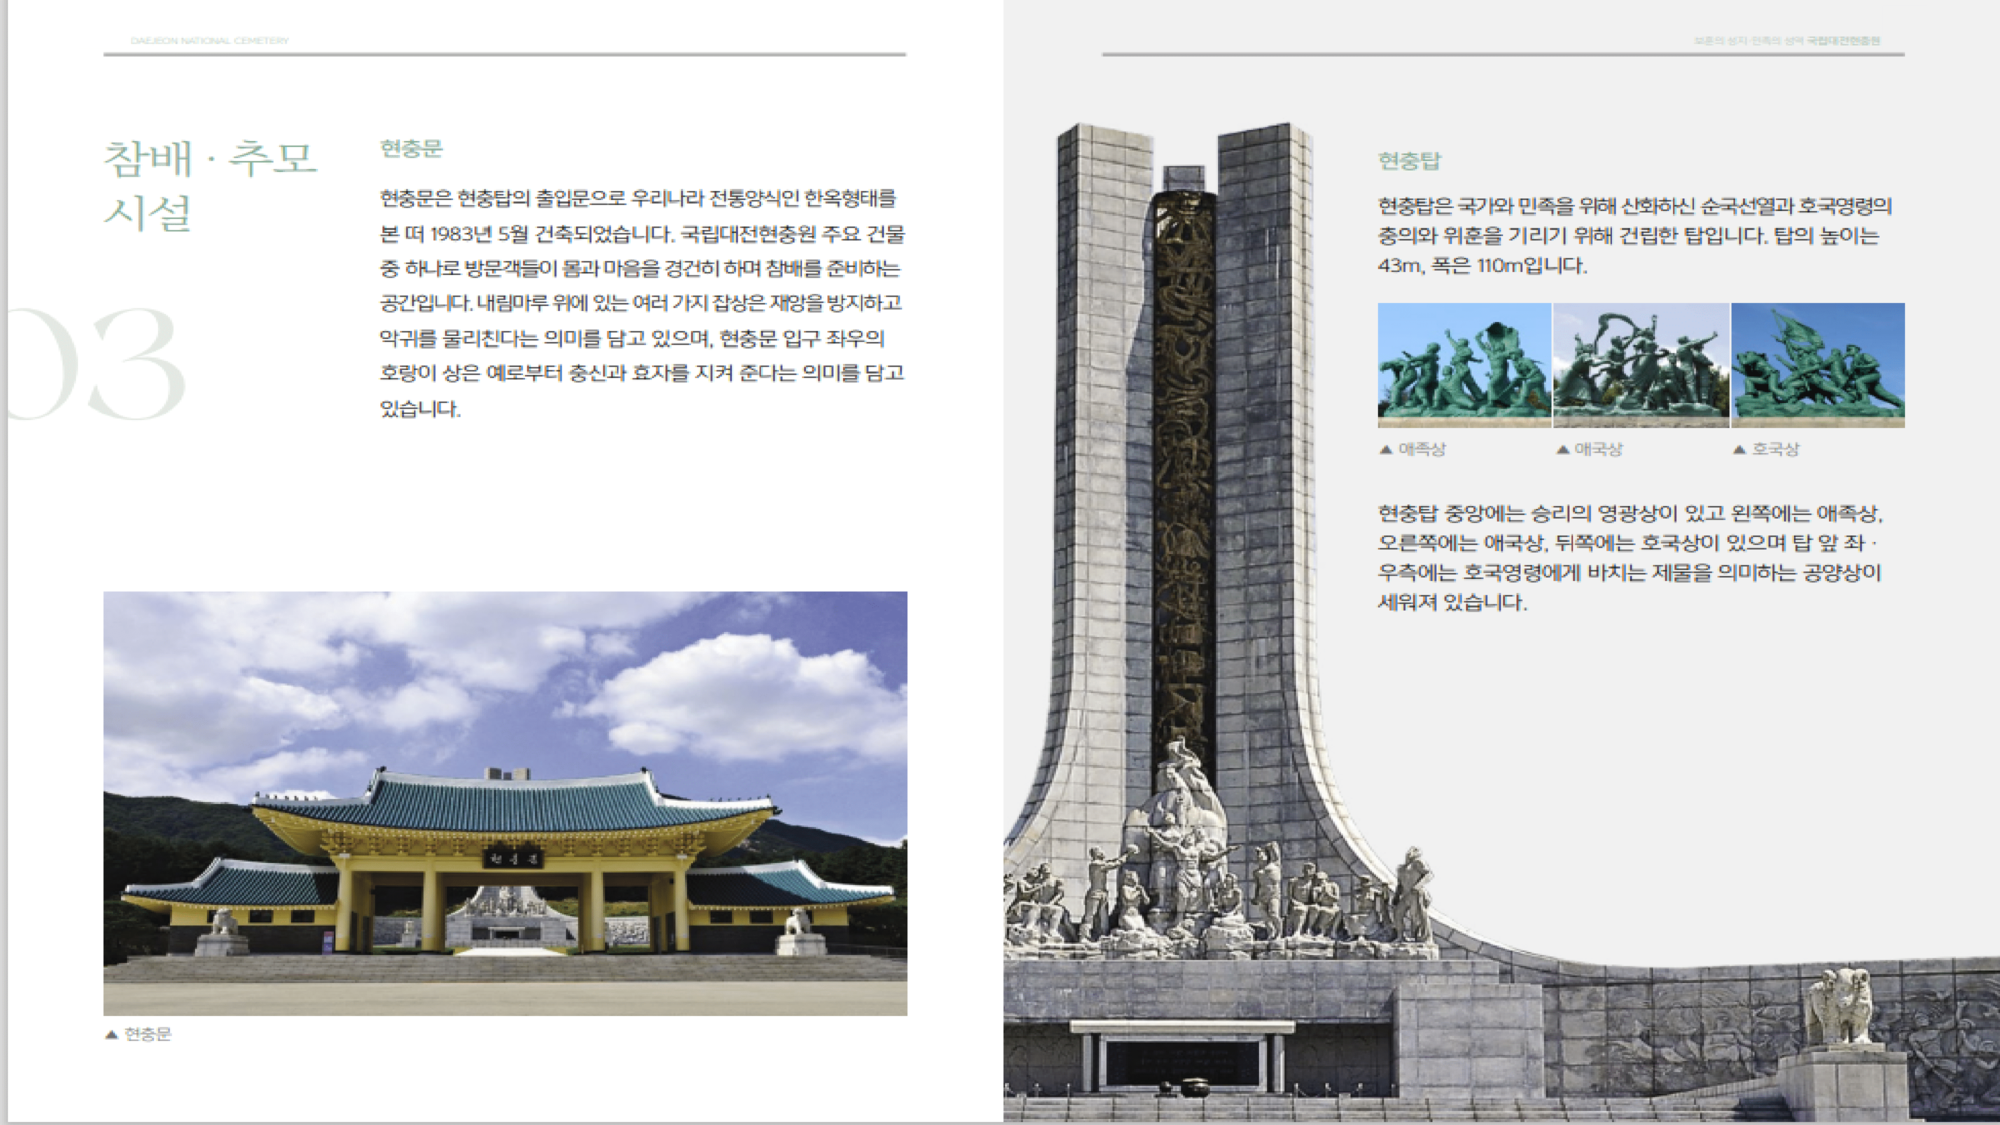 DAEJEON NATIONAL CEMETERY
참배 · 추모
시설
03
현충문
현충문은 현충탑의 출입문으로 우리나라 전통양식인 한옥형태를
본 떠 1983년 5월 건축되었습니다. 국립대전현충원 주요 건물
중 하나로 방문객들이 몸과 마음을 경건히 하며 참배를 준비하는
공간입니다. 내림마루 위에 있는 여러 가지 잡상은 재앙을 방지하고
악귀를 물리친다는 의미를 담고 있으며, 현충문 입구 좌우의
호랑이 상은 예로부터 충신과 효자를 지켜 준다는 의미를 담고
있습니다.
현충문
▲ 현충문
보훈의 성지·민족의 성역 국립대전현충원
현충탑
현충탑은 국가와 민족을 위해 산화하신 순국선열과 호국영령의
충의와 위훈을 기리기 위해 건립한 탑입니다. 탑의 높이는
43m, 폭은 110m입니다.
▲ 애족상
▲ 애국상
▲ 호국상
현충탑 중앙에는 승리의 영광상이 있고 왼쪽에는 애족상,
오른쪽에는 애국상, 뒤쪽에는 호국상이 있으며 탑 앞 좌 ·
우측에는 호국영령에게 바치는 제물을 의미하는 공양상이
세워져 있습니다.